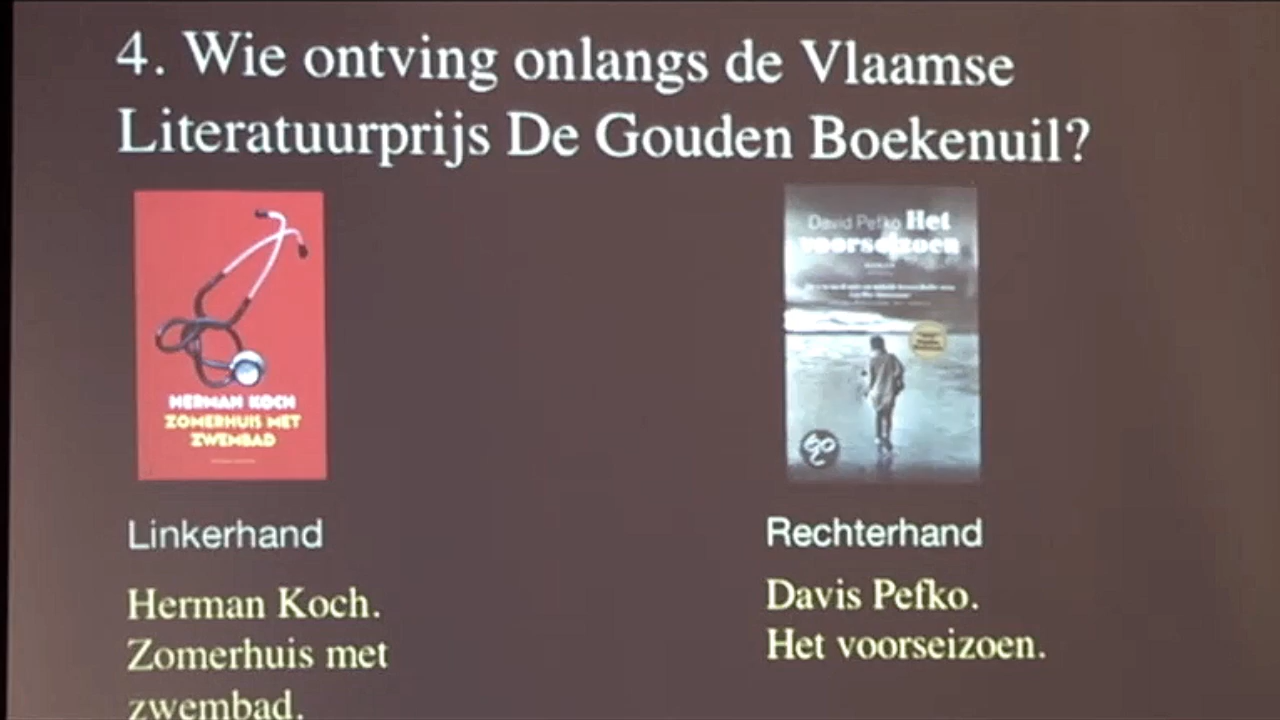 4. Wie ontving onlangs de Vlaamse
Literatuurprijs De Gouden Boekenuil?
David Pefko Het
voorseizoen
HERMAN KOCH
ZOMERHUIS MET
ZWEMBAD
Linkerhand
Rechterhand
Herman Koch.
Zomerhuis met
zwembad.
Davis Pefko.
Het voorseizoen.